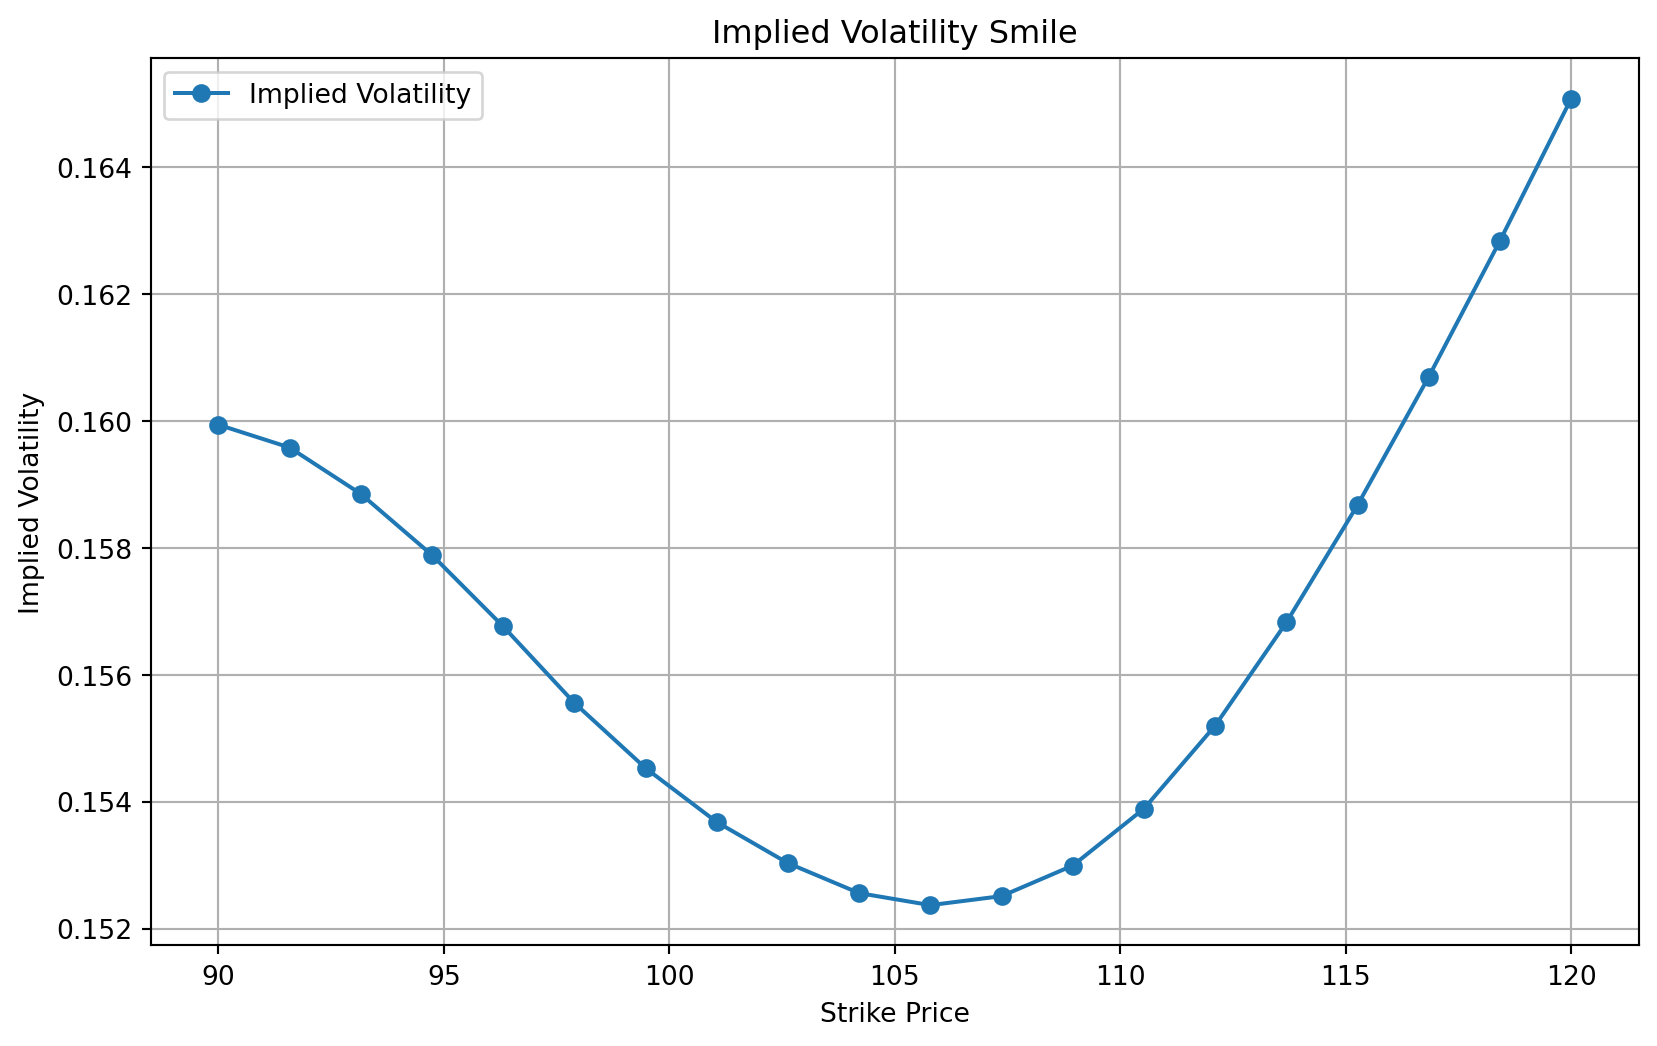 Implied Volatility Smile
Implied Volatility
0.164
0.162
0.160
0.158
0.156
0.154
0.152
Implied Volatility
90 95 100 105 110 115 120
Strike Price